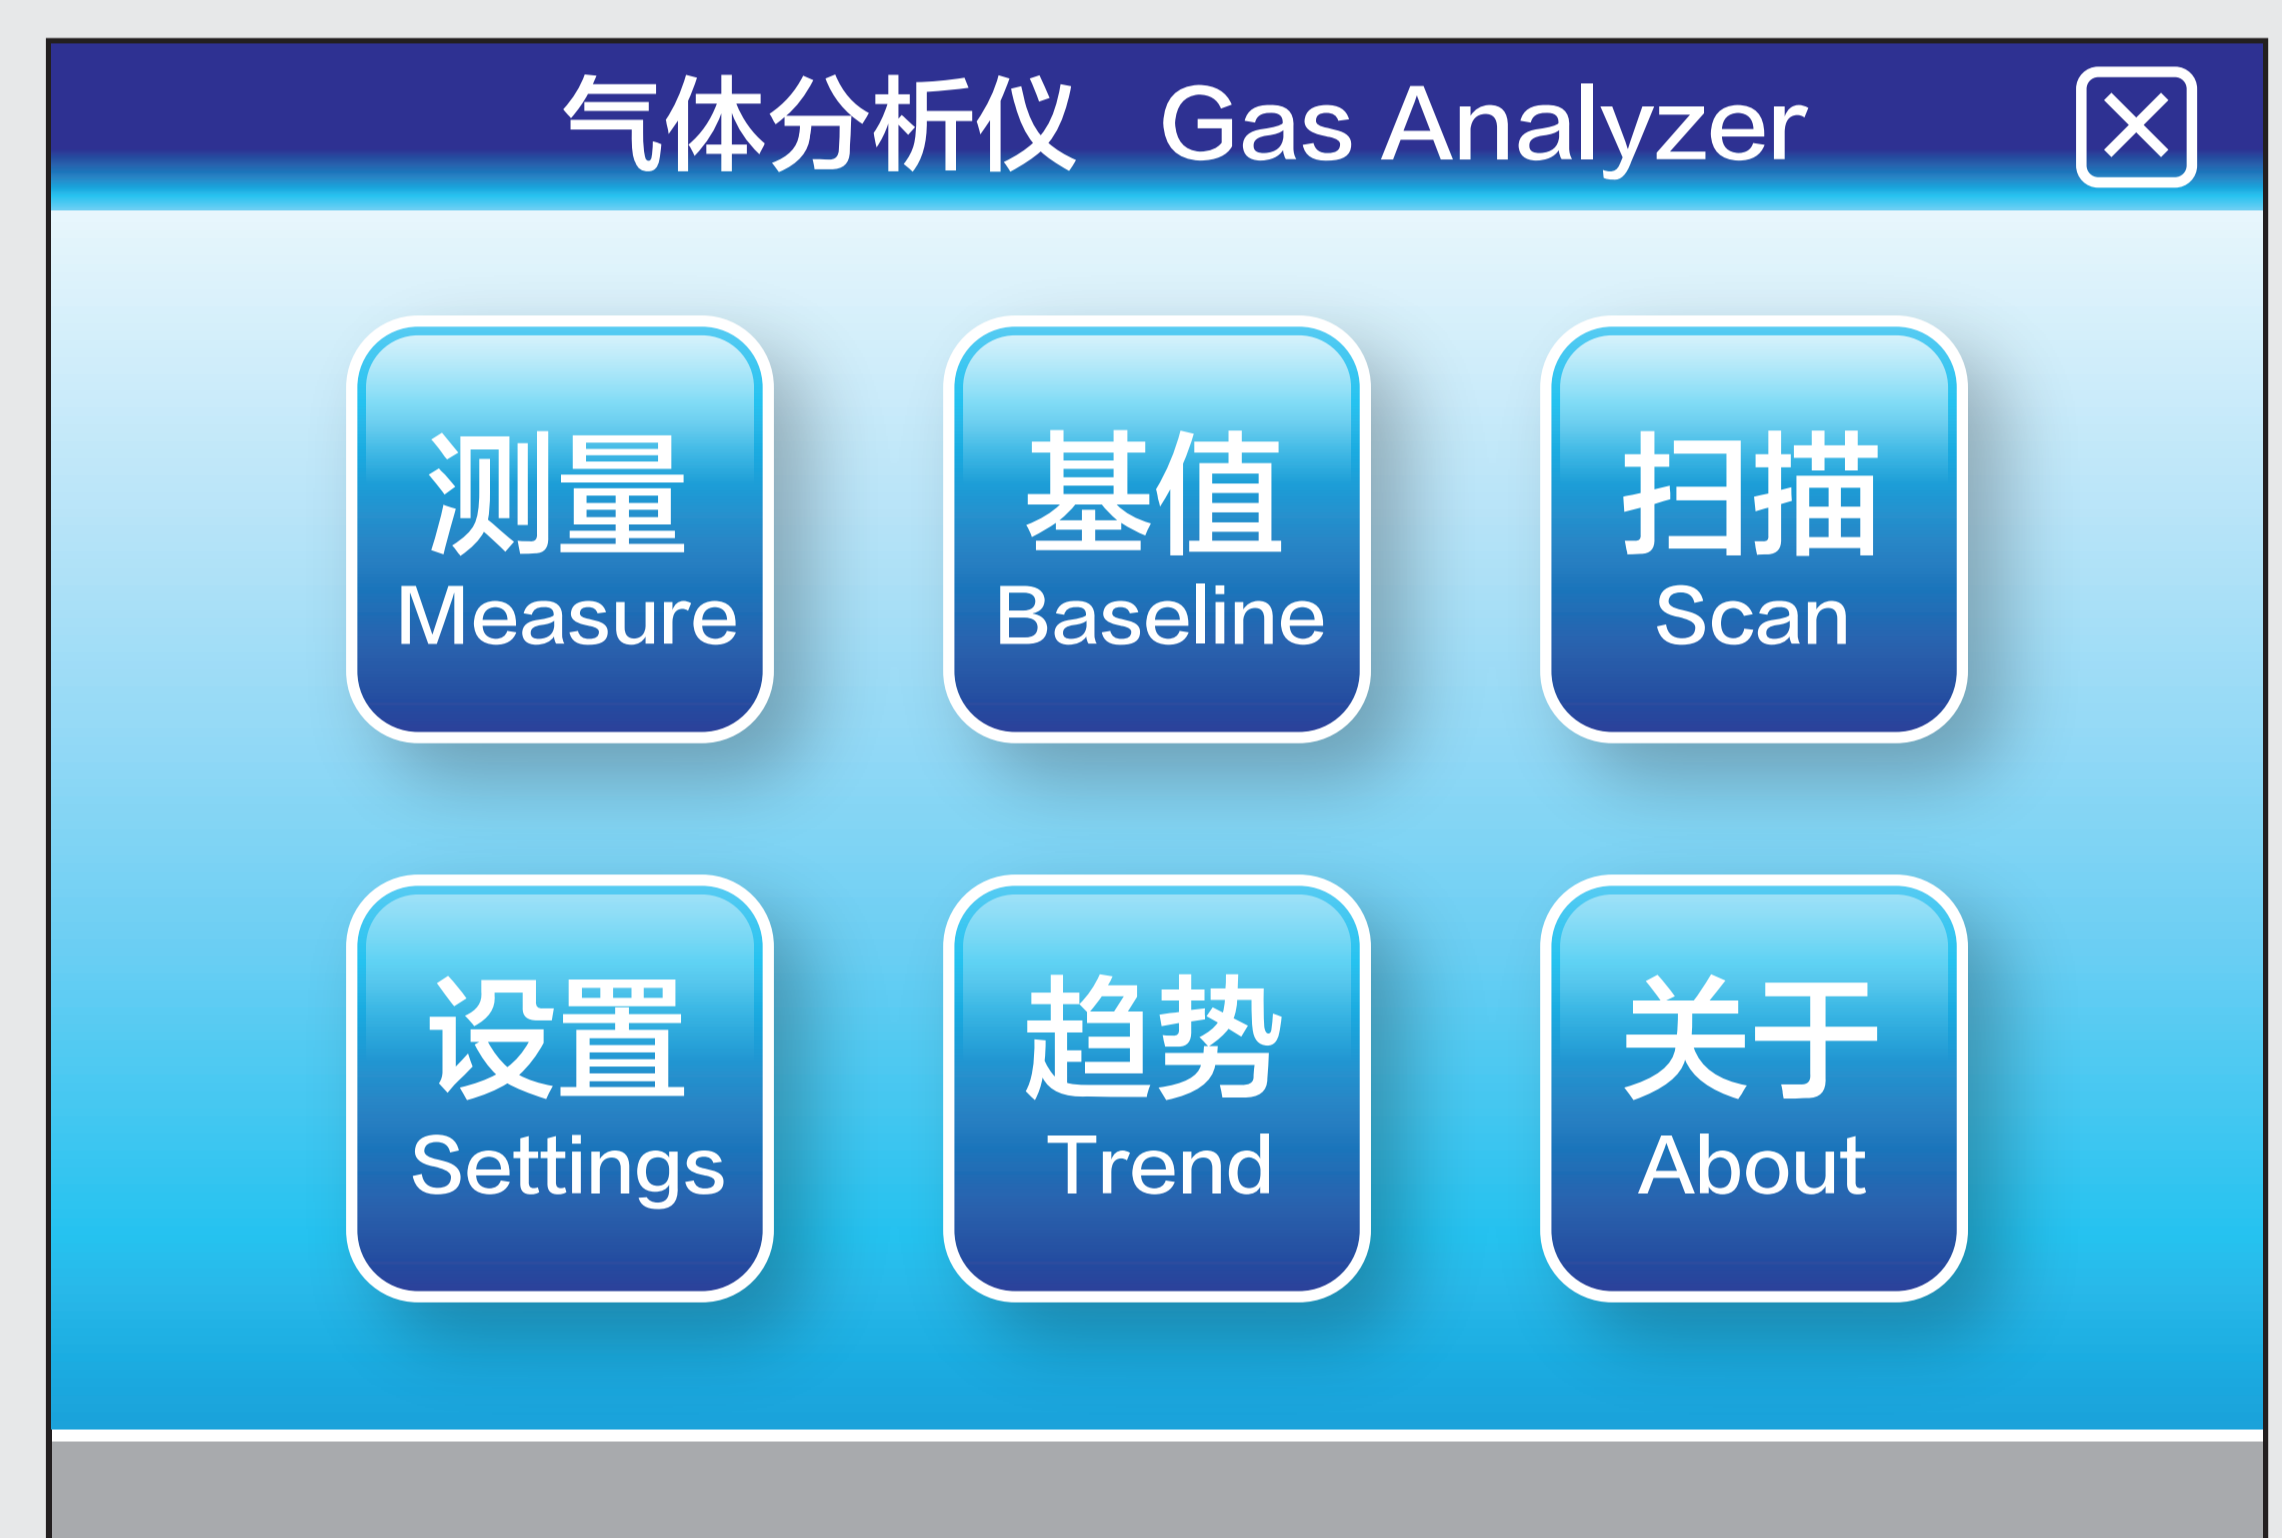 气体分析仪 Gas Analyzer
测量
Measure
基值
Baseline
扫描
Scan
设置
Settings
趋势
Trend
关于
About